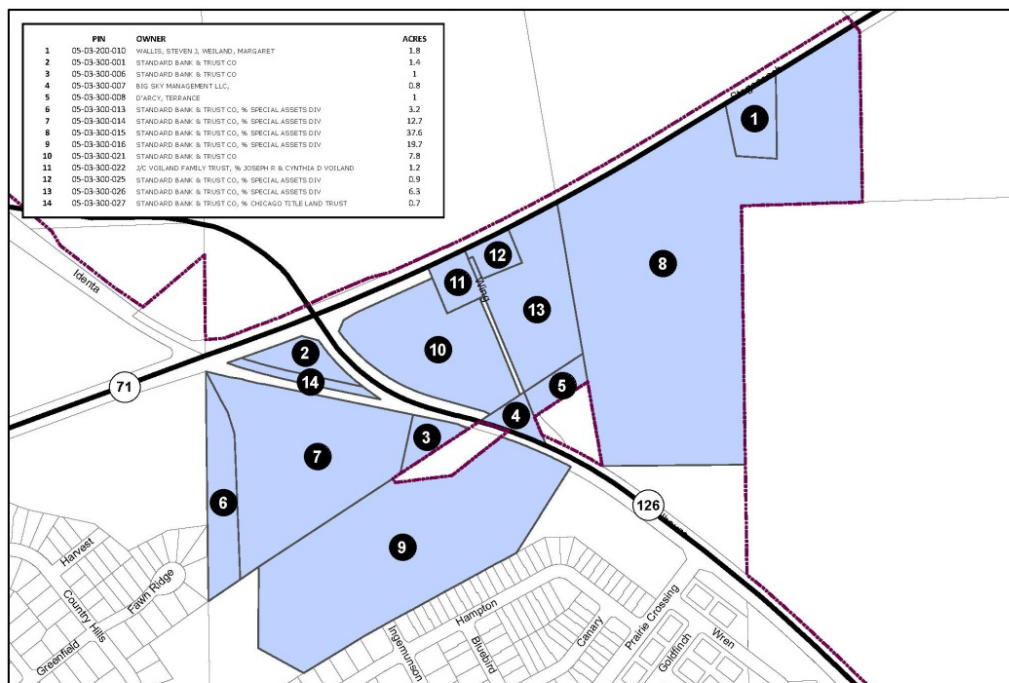 PIN OWNER ACRES
1 05-03-200-010 WALLIS, STEVEN J, WEILAND, MARGARET 1.8
2 05-03-300-001 STANDARD BANK & TRUST CO 1.4
3 05-03-300-006 STANDARD BANK & TRUST CO 1
4 05-03-300-007 BIG SKY MANAGEMENT LLC, 0.8
5 05-03-300-008 D'ARCY, TERRANCE 1
6 05-03-300-013 STANDARD BANK & TRUST CO, % SPECIAL ASSETS DIV 3.2
7 05-03-300-014 STANDARD BANK & TRUST CO, % SPECIAL ASSETS DIV 12.7
8 05-03-300-015 STANDARD BANK & TRUST CO, % SPECIAL ASSETS DIV 37.6
9 05-03-300-016 STANDARD BANK & TRUST CO, % SPECIAL ASSETS DIV 19.7
10 05-03-300-021 STANDARD BANK & TRUST CO 7.8
11 05-03-300-022 J/C VOILAND FAMILY TRUST, % JOSEPH R & CYNTHIA D VOILAND 1.2
12 05-03-300-025 STANDARD BANK & TRUST CO, % SPECIAL ASSETS DIV 0.9
13 05-03-300-026 STANDARD BANK & TRUST CO, % SPECIAL ASSETS DIV 6.3
14 05-03-300-027 STANDARD BANK & TRUST CO, % CHICAGO TITLE LAND TRUST 0.7
1
12
8
11
Identa
Wing
13
10
2
14
5
71
4
3
7
6
126
9
Harvest
Fawn Ridge
Country Hills
Greenfield
Hampton
Ingemunson
Bluebird
Canary
Prairie Crossing
Goldfinch
Wren